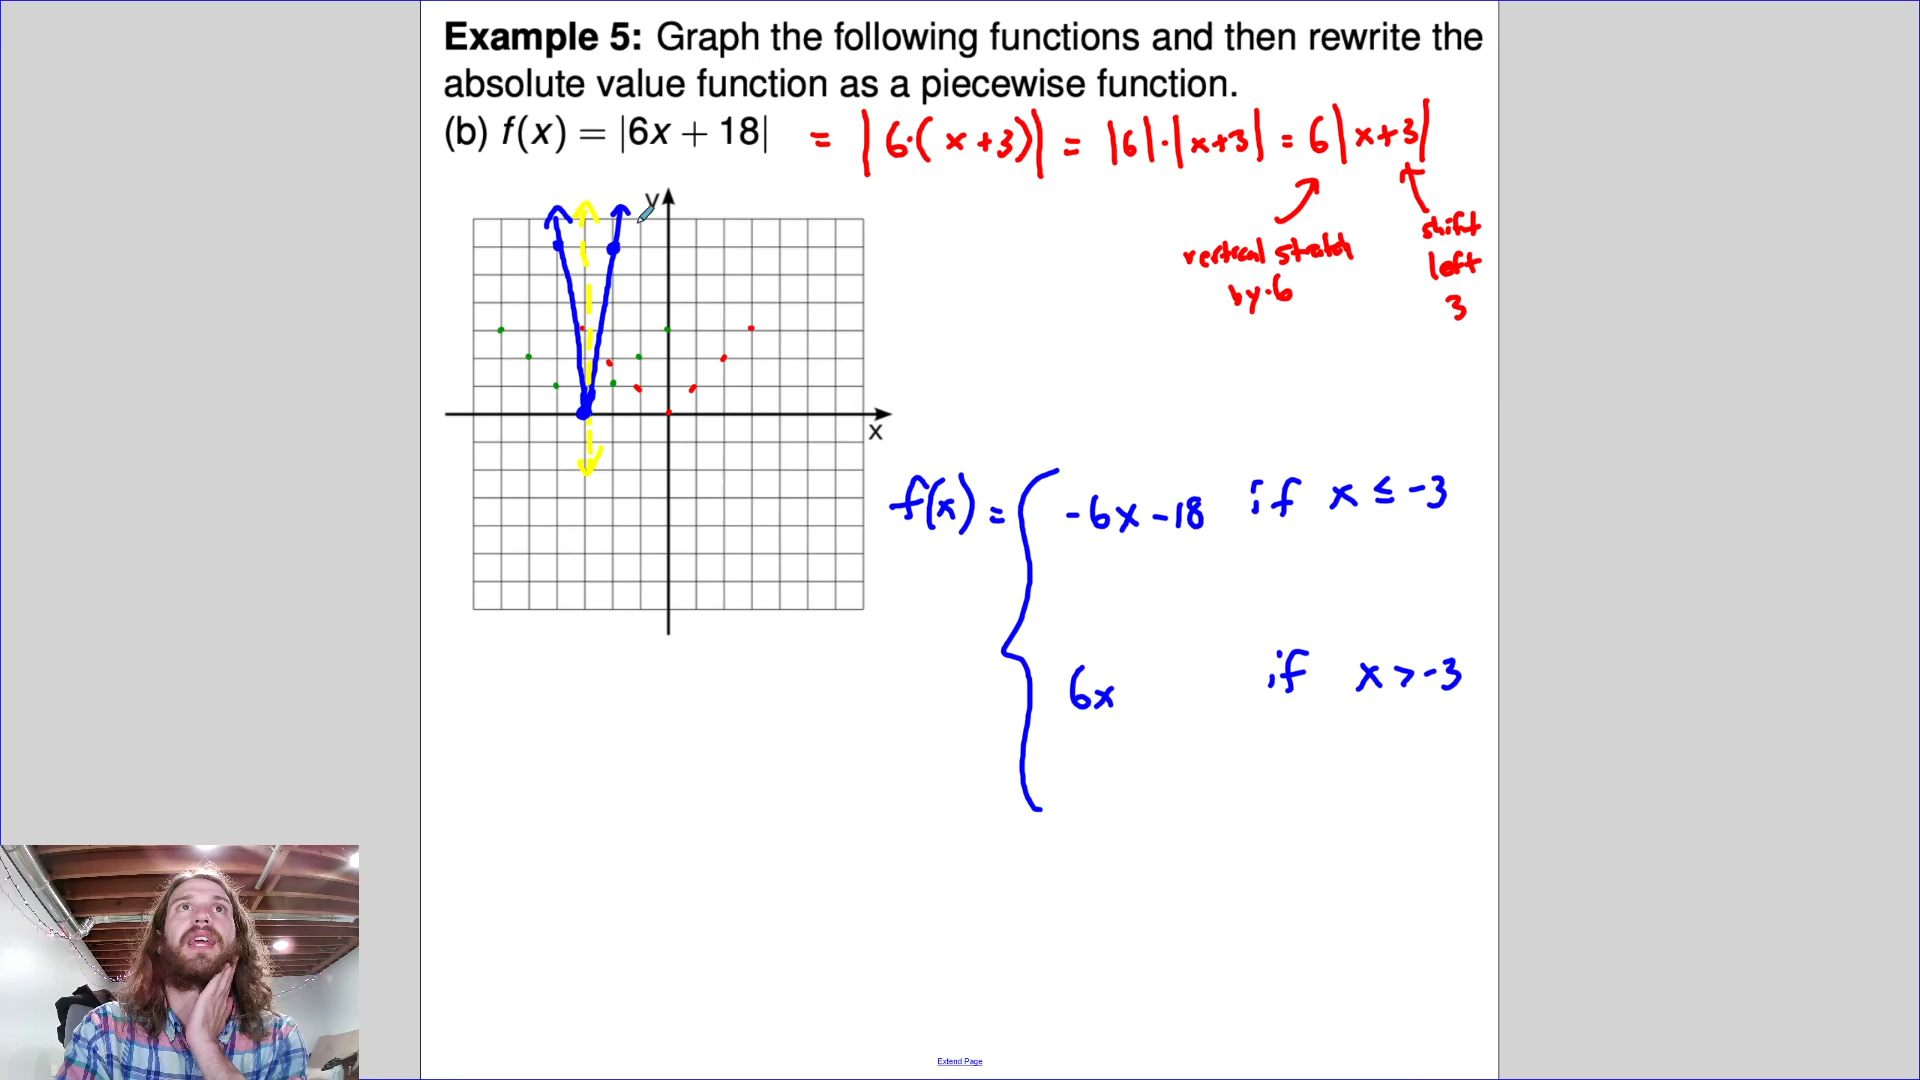 Example 5: Graph the following functions and then rewrite the
absolute value function as a piecewise function.
(b) f(x) = |6x + 18| = |6·(x+3)| = |6|·|x+3| = 6|x+3|
vertical stretch
by·6
shift
left
3
y
x
f(x) = { -6x -18 if x ≤ -3
6x if x > -3
Extend Page